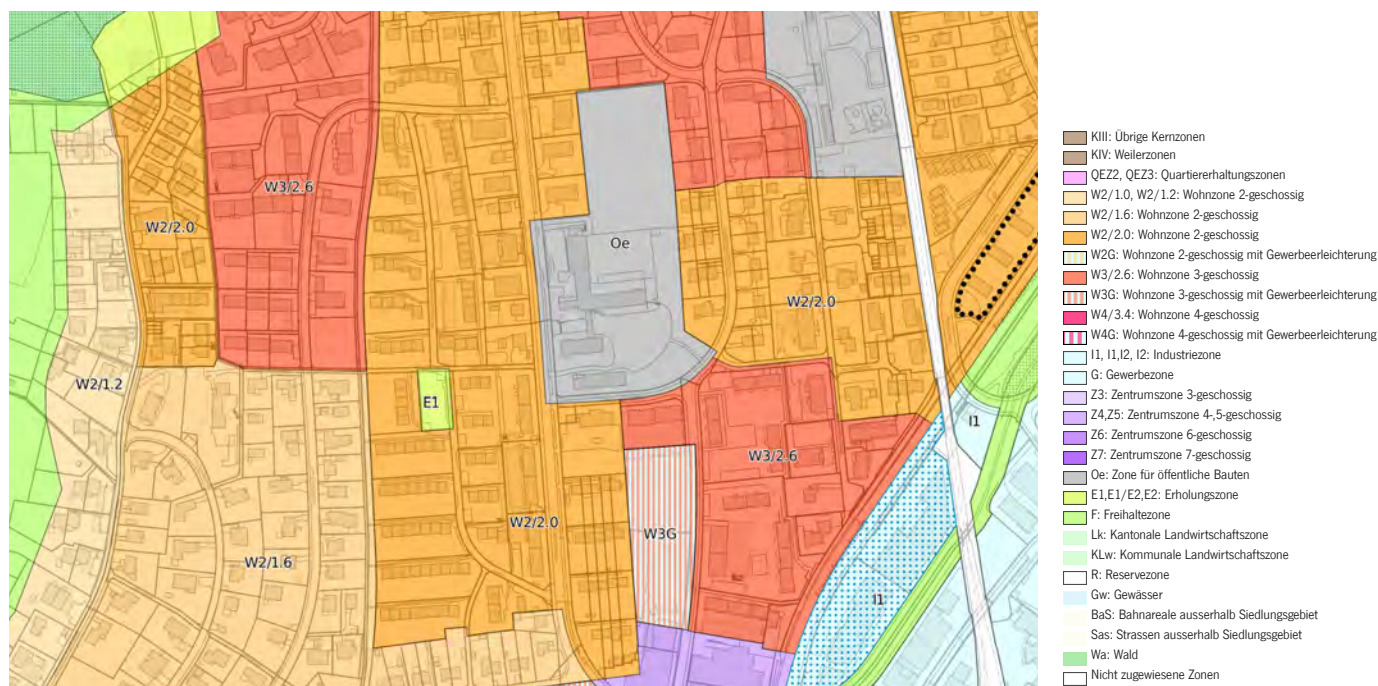 W3/2.6
W2/2.0
Oe
W2/2.0
W2/1.2
E1
I1
W3/2.6
W2/2.0
W3G
W2/1.6
I1
KIII: Übrige Kernzonen
KIV: Weilerzonen
QEZ2, QEZ3: Quartiererhaltungszonen
W2/1.0, W2/1.2: Wohnzone 2-geschossig
W2/1.6: Wohnzone 2-geschossig
W2/2.0: Wohnzone 2-geschossig
W2G: Wohnzone 2-geschossig mit Gewerbeerleichterung
W3/2.6: Wohnzone 3-geschossig
W3G: Wohnzone 3-geschossig mit Gewerbeerleichterung
W4/3.4: Wohnzone 4-geschossig
W4G: Wohnzone 4-geschossig mit Gewerbeerleichterung
I1, I1,I2, I2: Industriezone
G: Gewerbezone
Z3: Zentrumszone 3-geschossig
Z4,Z5: Zentrumszone 4-,5-geschossig
Z6: Zentrumszone 6-geschossig
Z7: Zentrumszone 7-geschossig
Oe: Zone für öffentliche Bauten
E1,E1/E2,E2: Erholungszone
F: Freihaltezone
Lk: Kantonale Landwirtschaftszone
KLw: Kommunale Landwirtschaftszone
R: Reservezone
Gw: Gewässer
BaS: Bahnareale ausserhalb Siedlungsgebiet
Sas: Strassen ausserhalb Siedlungsgebiet
Wa: Wald
Nicht zugewiesene Zonen